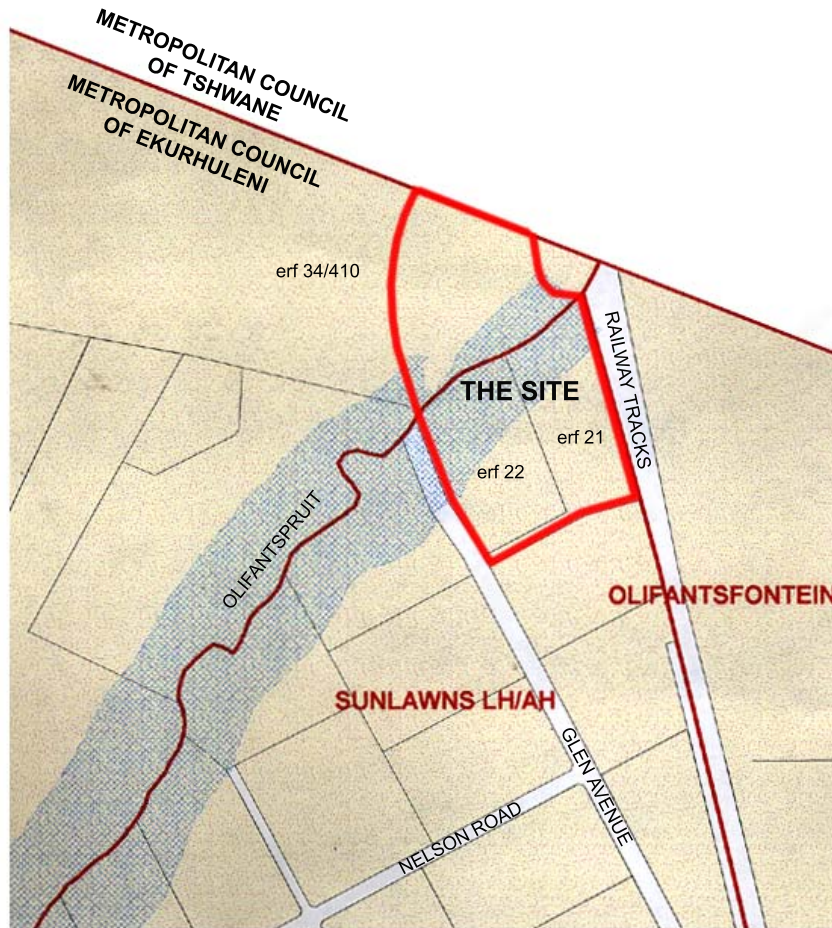 METROPOLITAN COUNCIL
OF TSHWANE
METROPOLITAN COUNCIL
OF EKURHULENI
erf 34/410
RAILWAY TRACKS
THE SITE
erf 21
erf 22
OLIFANTSPRUIT
OLIFANTSFONTEIN
SUNLAWNS LH/AH
GLEN AVENUE
NELSON ROAD